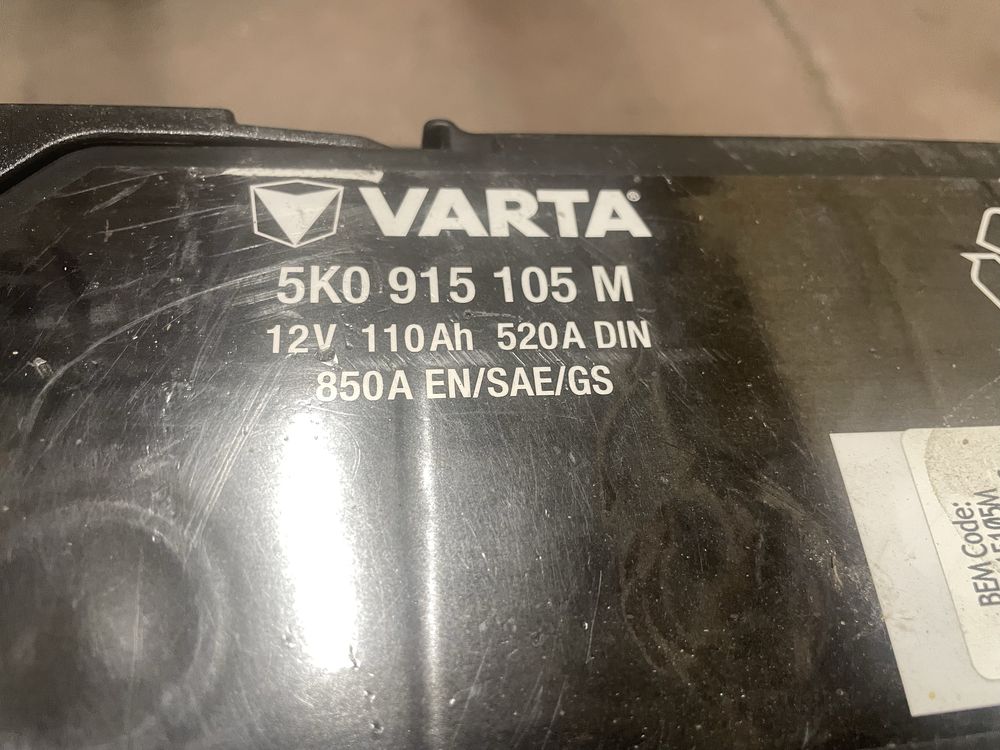 VARTA®
5K0 915 105 M
12V 110Ah 520A DIN
850A EN/SAE/GS
BEM Code: